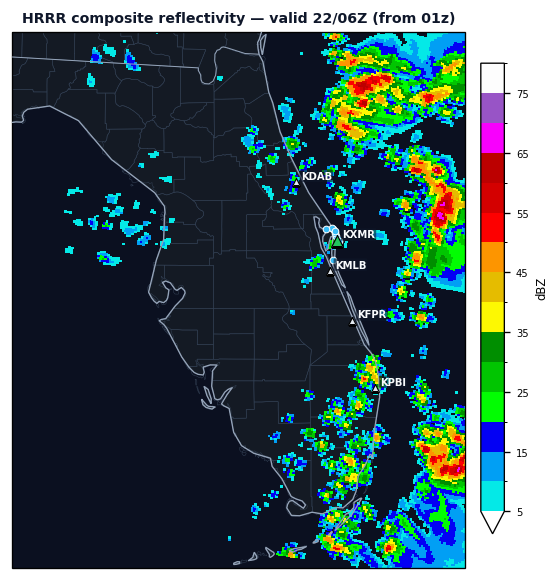 HRRR composite reflectivity — valid 22/06Z (from 01z)
KDAB
KXMR
KMLB
KFPR
KPBI
75
65
55
45
35
25
15
5
dBZ